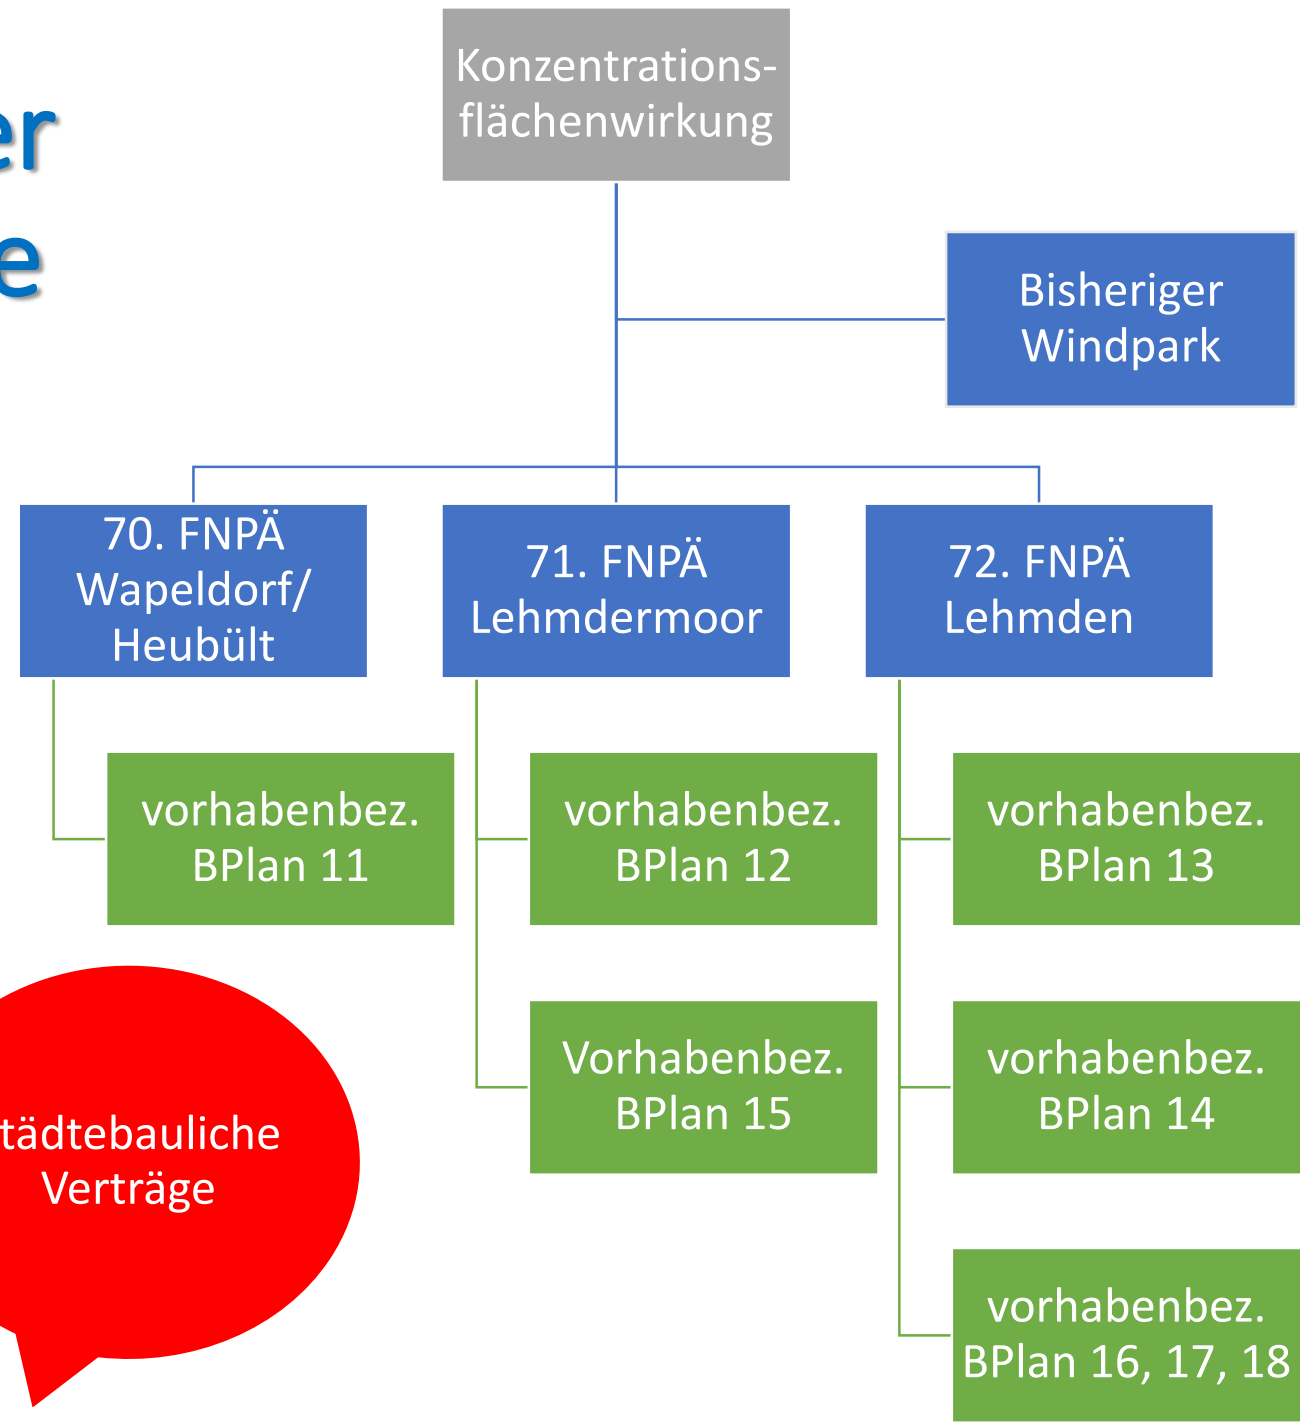 Konzentrations-
flächenwirkung
er
e
Bisheriger
Windpark
70. FNPÄ
Wapeldorf/
Heubült
71. FNPÄ
Lehmdermoor
72. FNPÄ
Lehmden
vorhabenbez.
BPlan 11
vorhabenbez.
BPlan 12
vorhabenbez.
BPlan 13
Vorhabenbez.
BPlan 15
vorhabenbez.
BPlan 14
tädtebauliche
Verträge
vorhabenbez.
BPlan 16, 17, 18